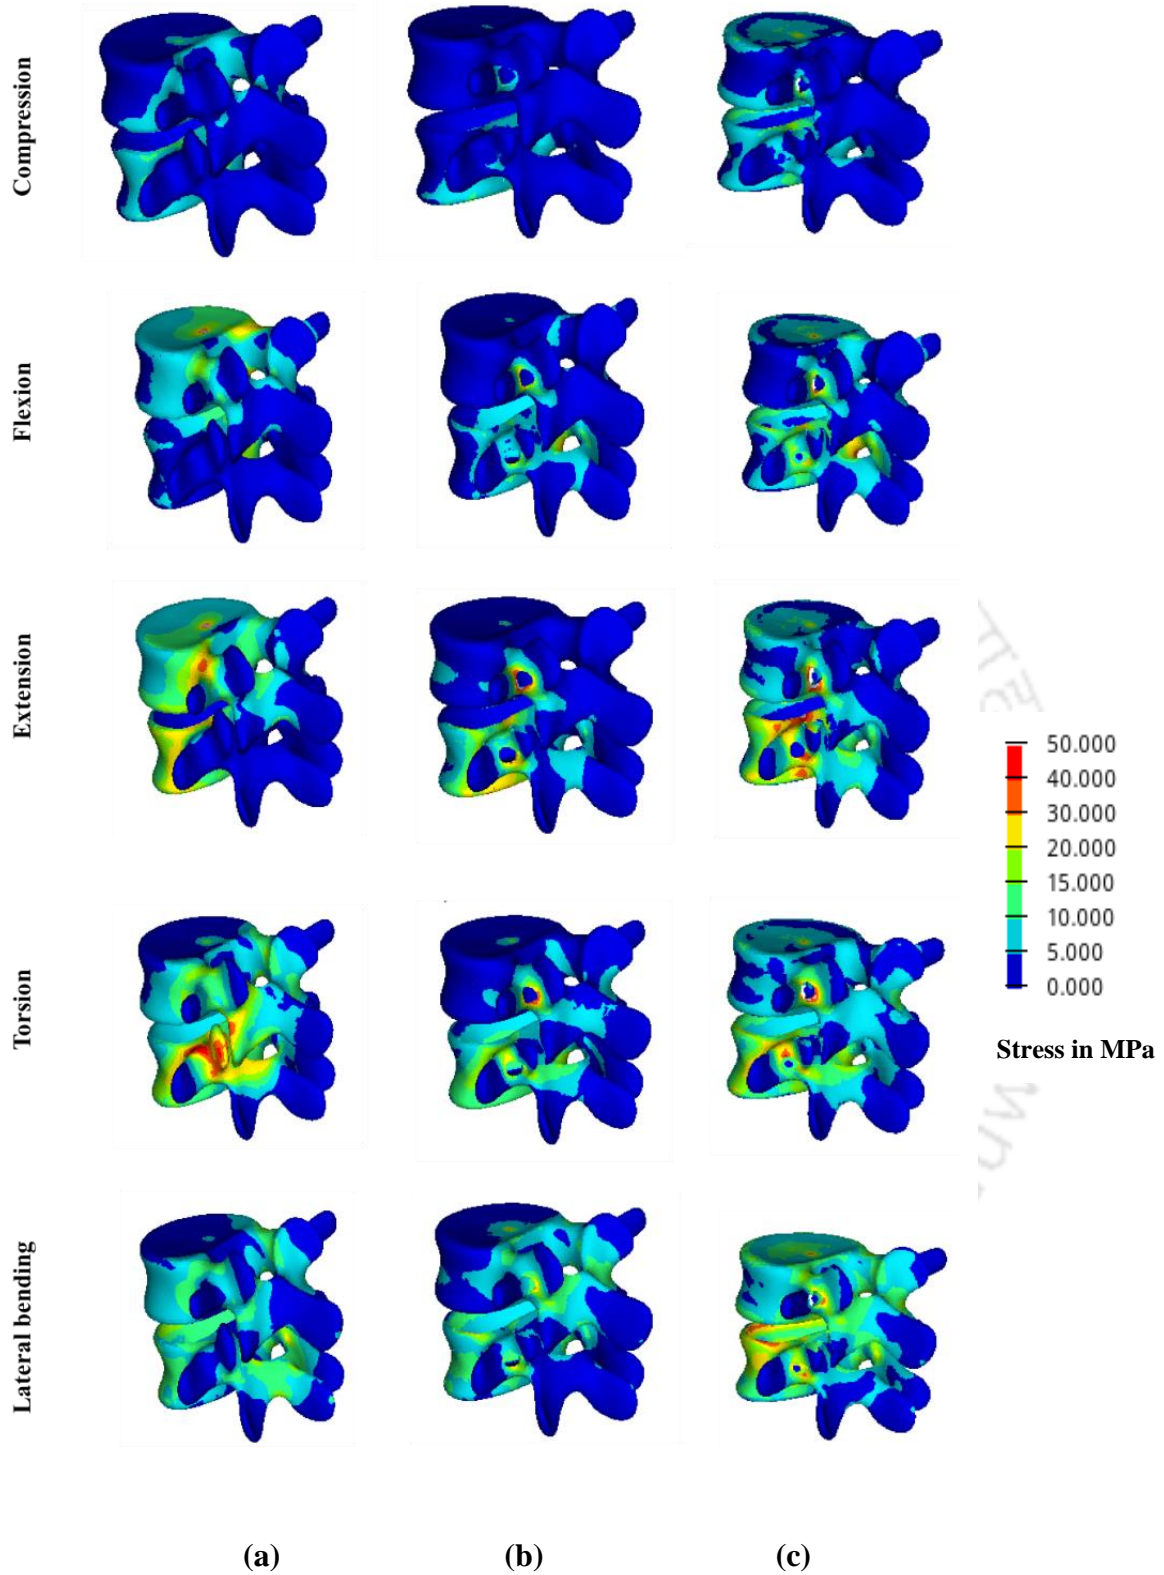 Compression
Flexion
Extension
Torsion
Lateral bending
50.000
40.000
30.000
20.000
15.000
10.000
5.000
0.000
Stress in MPa
(a) (b) (c)